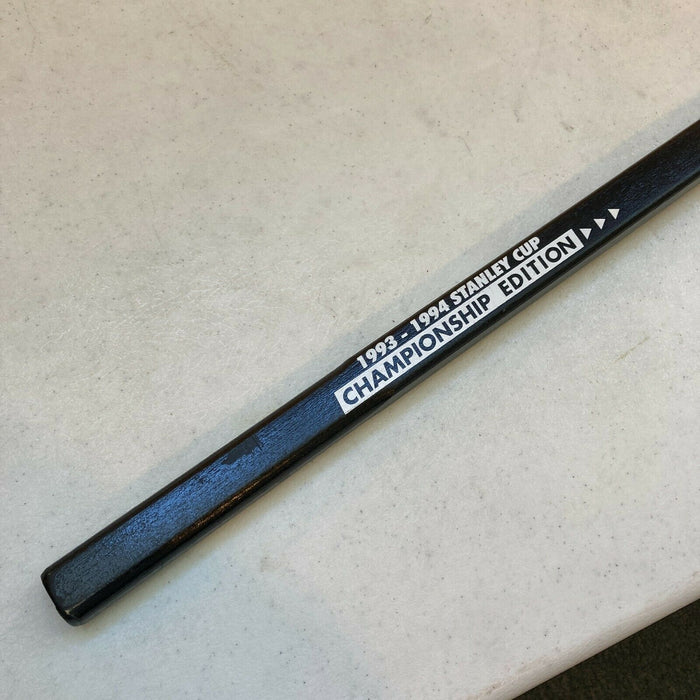 1993 - 1994 STANLEY CUP
CHAMPIONSHIP EDITION